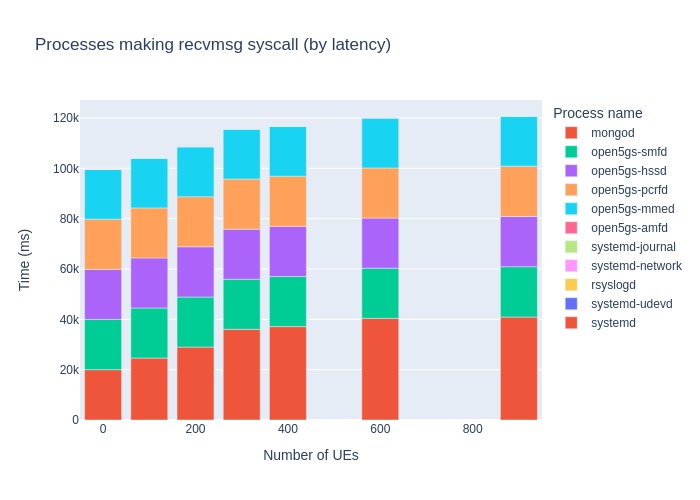 Processes making recvmsg syscall (by latency)
120k
100k
80k
60k
40k
20k
0
Time (ms)
0
200
400
600
800
Number of UEs
Process name
mongod
open5gs-smfd
open5gs-hssd
open5gs-pcrfd
open5gs-mmed
open5gs-amfd
systemd-journal
systemd-network
rsyslogd
systemd-udevd
systemd